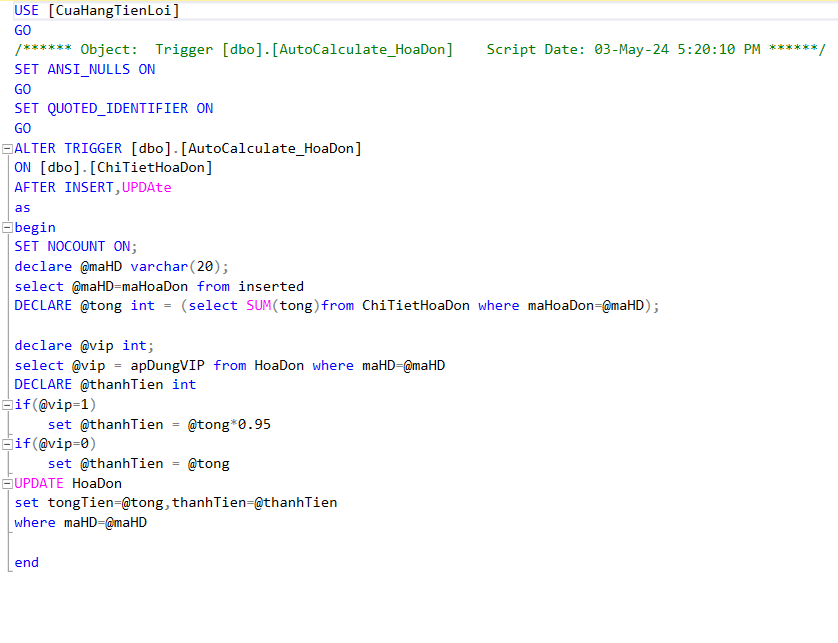 USE [CuaHangTienLoi]
GO
/****** Object:  Trigger [dbo].[AutoCalculate_HoaDon]    Script Date: 03-May-24 5:20:10 PM ******/
SET ANSI_NULLS ON
GO
SET QUOTED_IDENTIFIER ON
GO
ALTER TRIGGER [dbo].[AutoCalculate_HoaDon]
ON [dbo].[ChiTietHoaDon]
AFTER INSERT,UPDAte
as
begin
SET NOCOUNT ON;
declare @maHD varchar(20);
select @maHD=maHoaDon from inserted
DECLARE @tong int = (select SUM(tong)from ChiTietHoaDon where maHoaDon=@maHD);

declare @vip int;
select @vip = apDungVIP from HoaDon where maHD=@maHD
DECLARE @thanhTien int
if(@vip=1)
    set @thanhTien = @tong*0.95
if(@vip=0)
    set @thanhTien = @tong
UPDATE HoaDon
set tongTien=@tong,thanhTien=@thanhTien
where maHD=@maHD

end